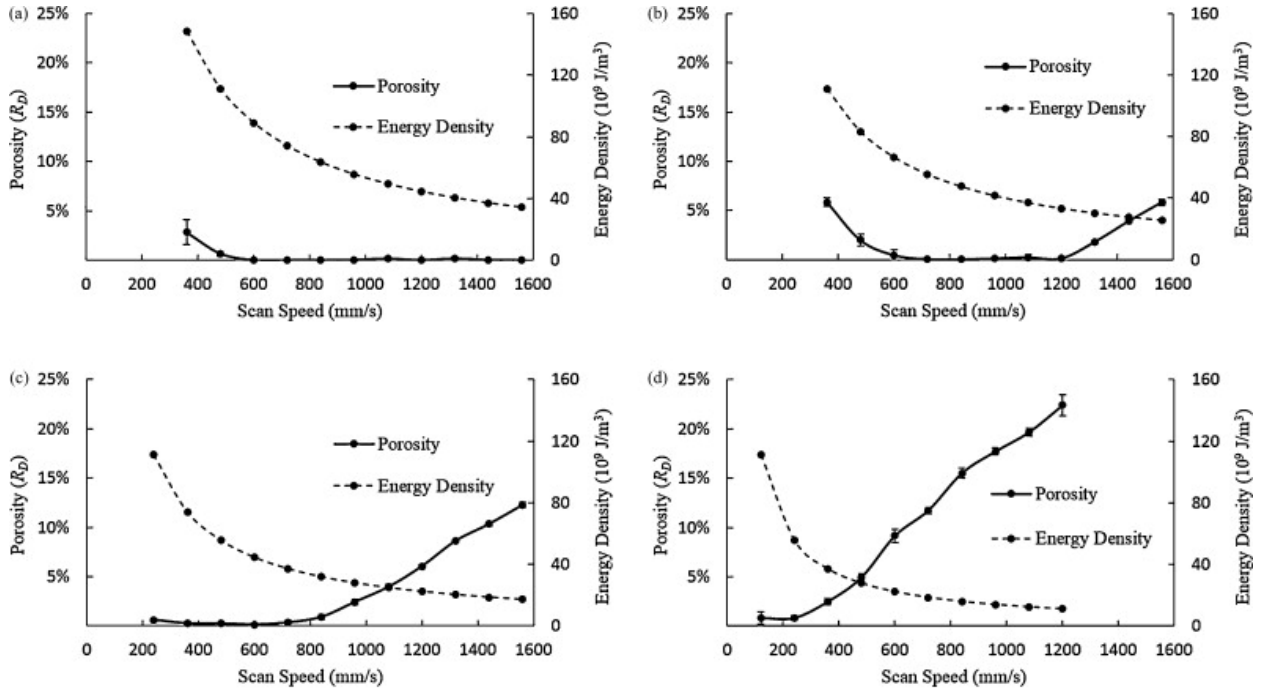 (a)
25%
20%
15%
10%
5%
Porosity (R_D)
160
120
80
40
0
Energy Density (10⁹ J/m³)
Porosity
Energy Density
0 200 400 600 800 1000 1200 1400 1600
Scan Speed (mm/s)
(b)
25%
20%
15%
10%
5%
Porosity (R_D)
160
120
80
40
0
Energy Density (10⁹ J/m³)
Porosity
Energy Density
0 200 400 600 800 1000 1200 1400 1600
Scan Speed (mm/s)
(c)
25%
20%
15%
10%
5%
Porosity (R_D)
160
120
80
40
0
Energy Density (10⁹ J/m³)
Porosity
Energy Density
0 200 400 600 800 1000 1200 1400 1600
Scan Speed (mm/s)
(d)
25%
20%
15%
10%
5%
Porosity (R_D)
160
120
80
40
0
Energy Density (10⁹ J/m³)
Porosity
Energy Density
0 200 400 600 800 1000 1200 1400 1600
Scan Speed (mm/s)